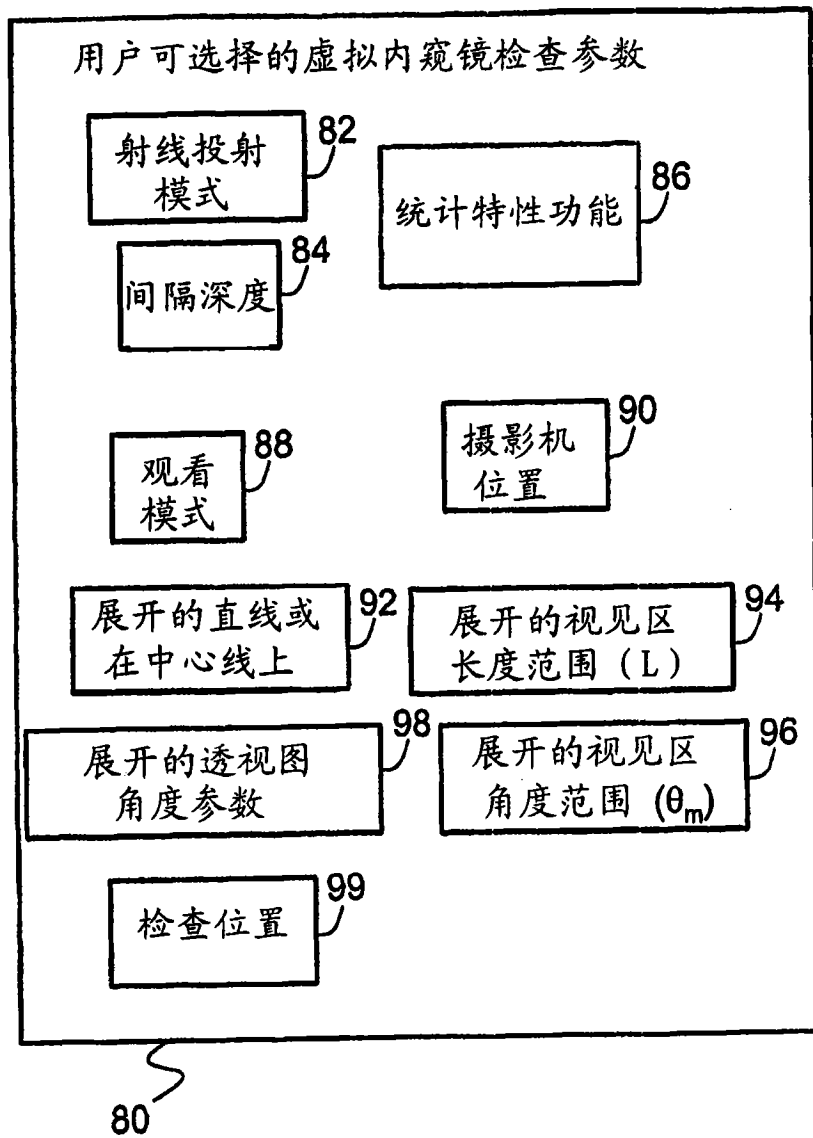 用户可选择的虚拟内窥镜检查参数
射线投射
模式
82
统计特性功能
86
间隔深度
84
观看
模式
88
摄影机
位置
90
展开的直线或
在中心线上
92
展开的视见区
长度范围（L）
94
展开的透视图
角度参数
98
展开的视见区
角度范围 (θm)
96
检查位置
99
80